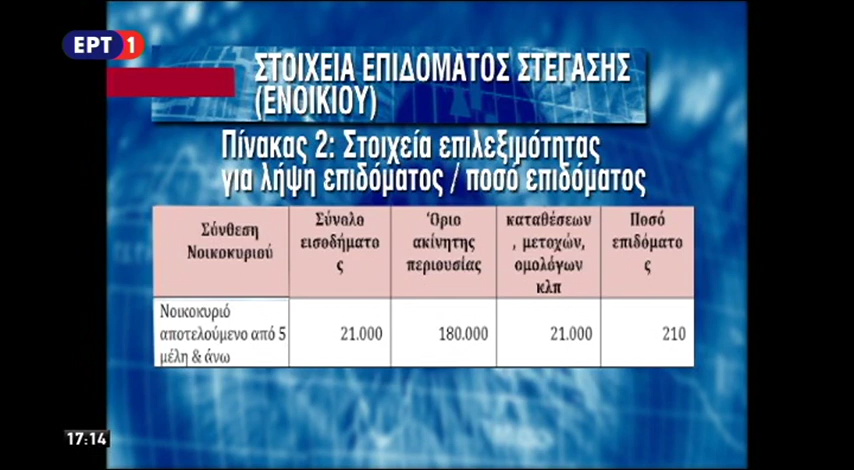 ΕΡΤ 1
ΣΤΟΙΧΕΙΑ ΕΠΙΔΟΜΑΤΟΣ ΣΤΕΓΑΣΗΣ
(ΕΝΟΙΚΙΟΥ)
Πίνακας 2: Στοιχεία επιλεξιμότητας
για λήψη επιδόματος / ποσό επιδόματος
Σύνθεση
Νοικοκυριού
Σύνολο
εισοδήματο
ς
Όριο
ακίνητης
περιουσίας
καταθέσεων
, μετοχών,
ομολόγων
κλπ
Ποσό
επιδόματο
ς
Νοικοκυριό
αποτελούμενο από 5
μέλη & άνω
21.000
180.000
21.000
210
17:14